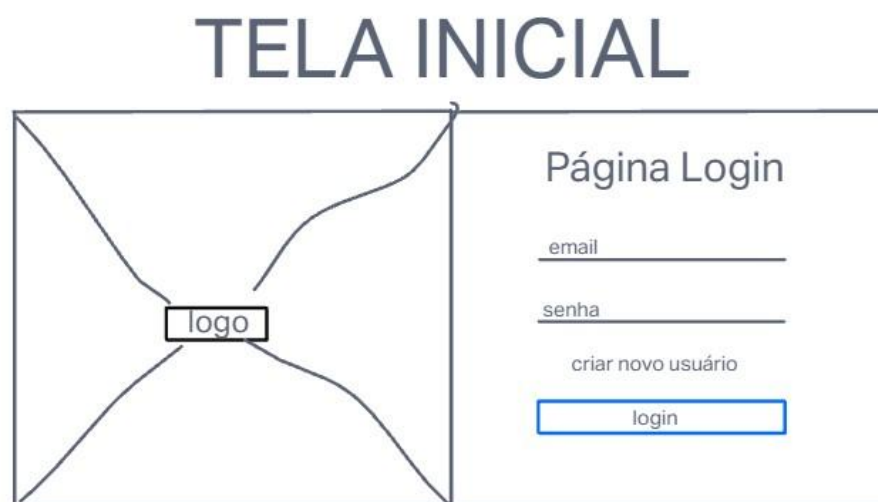 TELA INICIAL
logo
Página Login
email
senha
criar novo usuário
login